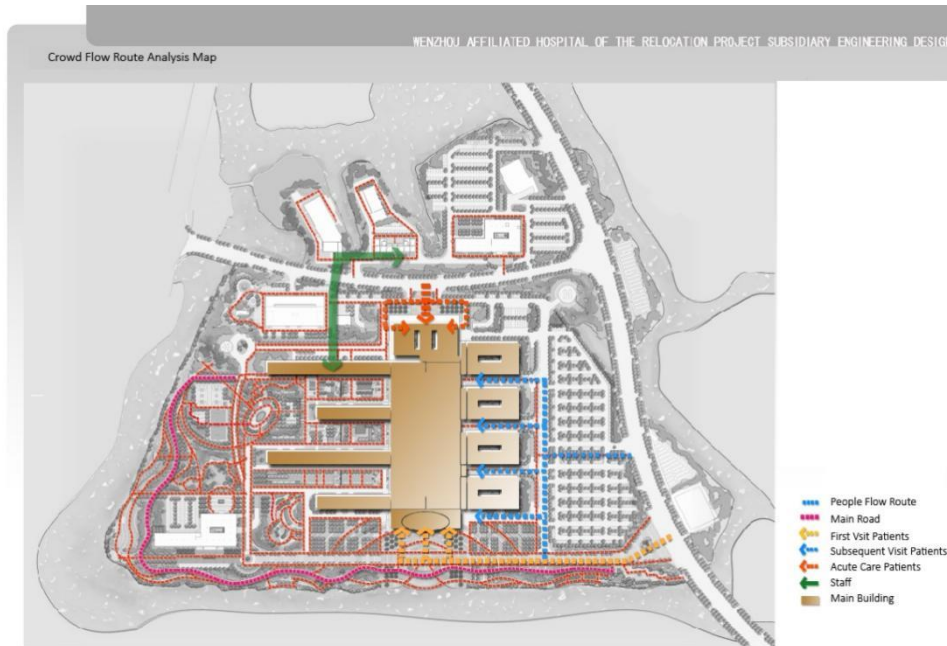 WENZHOU AFFILIATED HOSPITAL OF THE RELOCATION PROJECT SUBSIDIARY ENGINEERING DESIG
Crowd Flow Route Analysis Map
People Flow Route
Main Road
First Vsit Patients
Subsequent Visit Patients
Acute Care Patients
Staff
Main Building